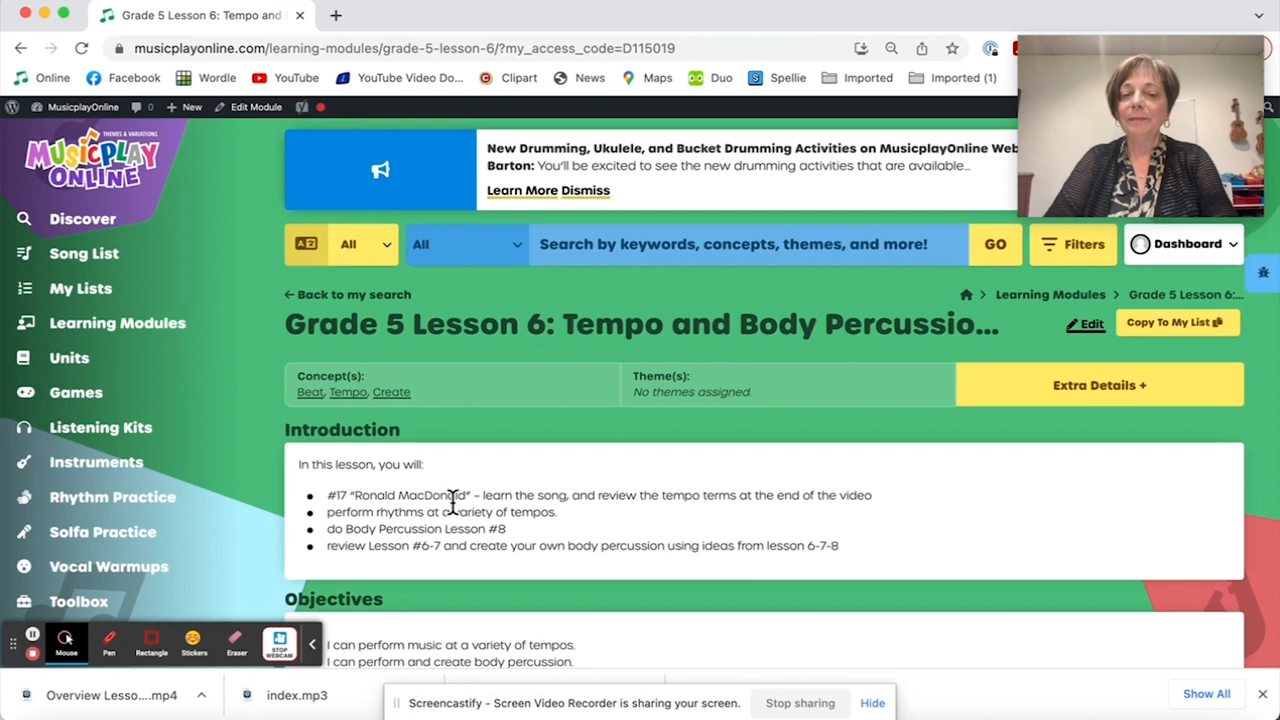 Grade 5 Lesson 6: Tempo and
musicplayonline.com/learning-modules/grade-5-lesson-6/?my_access_code=D115019
Online Facebook Wordle YouTube YouTube Video Do... Clipart News Maps Duo Spellie Imported Imported (1)
MusicplayOnline 0 New Edit Module
THEMES & VARIATIONS
MUSICPLAY
ONLINE
Discover
Song List
My Lists
Learning Modules
Units
Games
Listening Kits
Instruments
Rhythm Practice
Solfa Practice
Vocal Warmups
Toolbox
New Drumming, Ukulele, and Bucket Drumming Activities on MusicplayOnline Web
Barton: You'll be excited to see the new drumming activities that are available...
Learn More Dismiss
All All Search by keywords, concepts, themes, and more! GO Filters Dashboard
Back to my search
Learning Modules > Grade 5 Lesson 6:...
Grade 5 Lesson 6: Tempo and Body Percussio...
Edit Copy To My List
Concept(s):
Beat, Tempo, Create
Theme(s):
No themes assigned.
Extra Details +
Introduction
In this lesson, you will:
#17 "Ronald MacDonald" – learn the song, and review the tempo terms at the end of the video
perform rhythms at a variety of tempos.
do Body Percussion Lesson #8
review Lesson #6-7 and create your own body percussion using ideas from lesson 6-7-8
Objectives
I can perform music at a variety of tempos.
I can perform and create body percussion.
Mouse Pen Rectangle Stickers Eraser STOP WEBCAM
Overview Lesso....mp4 index.mp3
Screencastify - Screen Video Recorder is sharing your screen. Stop sharing Hide
Show All